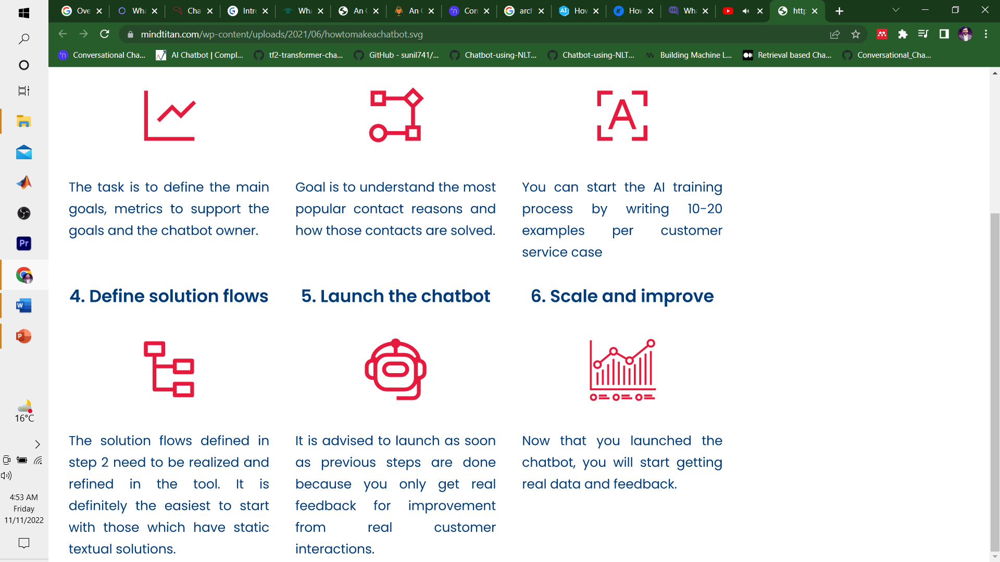 Ove
Wha
Cha
Intro
Wha
An
An
Con
arch
How
How
Wha
http
mindtitan.com/wp-content/uploads/2021/06/howtomakeachatbot.svg
Conversational Cha...
AI Chatbot | Compl...
tf2-transformer-cha...
GitHub - sunil741/...
Chatbot-using-NLT...
Chatbot-using-NLT...
Building Machine L...
Retrieval based Cha...
Conversational_Cha...
A
The task is to define the main
goals, metrics to support the
goals and the chatbot owner.
Goal is to understand the most
popular contact reasons and
how those contacts are solved.
You can start the AI training
process by writing 10-20
examples per customer
service case
4. Define solution flows
5. Launch the chatbot
6. Scale and improve
The solution flows defined in
step 2 need to be realized and
refined in the tool. It is
definitely the easiest to start
with those which have static
textual solutions.
It is advised to launch as soon
as previous steps are done
because you only get real
feedback for improvement
from real customer
interactions.
Now that you launched the
chatbot, you will start getting
real data and feedback.
Pr
W
P
16°C
4:53 AM
Friday
11/11/2022